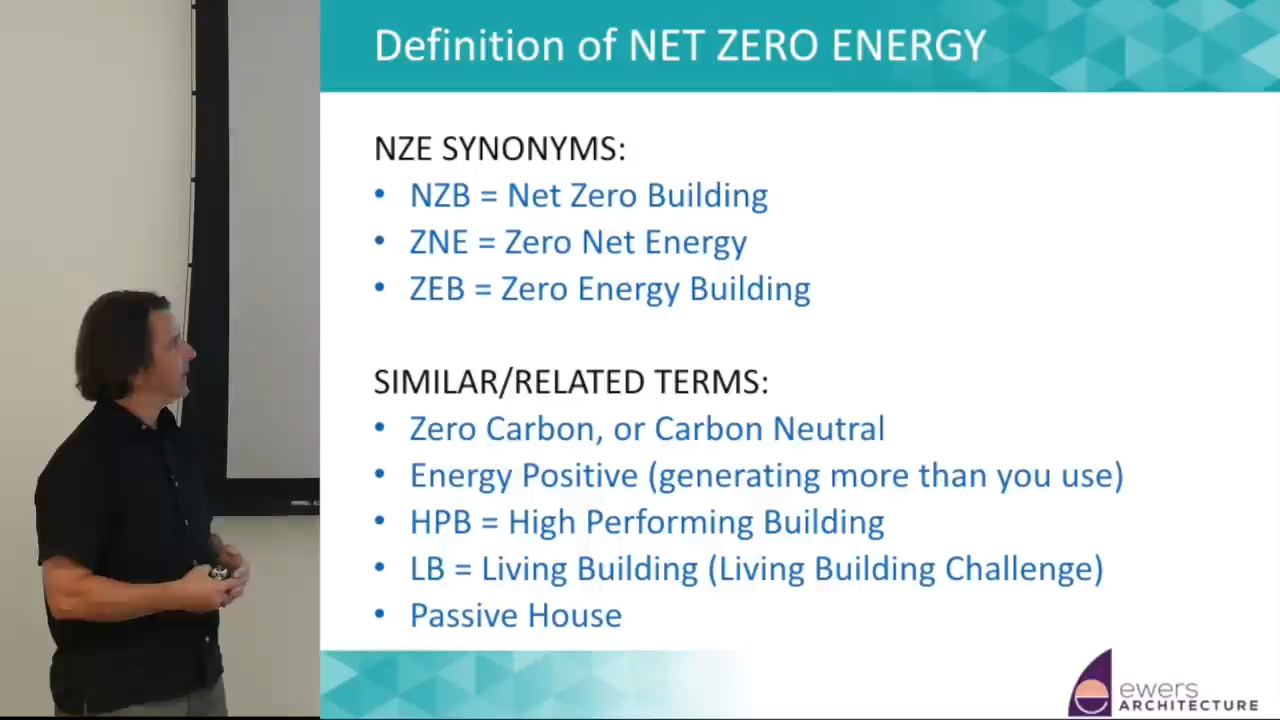 Definition of NET ZERO ENERGY
NZE SYNONYMS:
• NZB = Net Zero Building
• ZNE = Zero Net Energy
• ZEB = Zero Energy Building
SIMILAR/RELATED TERMS:
• Zero Carbon, or Carbon Neutral
• Energy Positive (generating more than you use)
• HPB = High Performing Building
• LB = Living Building (Living Building Challenge)
• Passive House
ewers
ARCHITECTURE